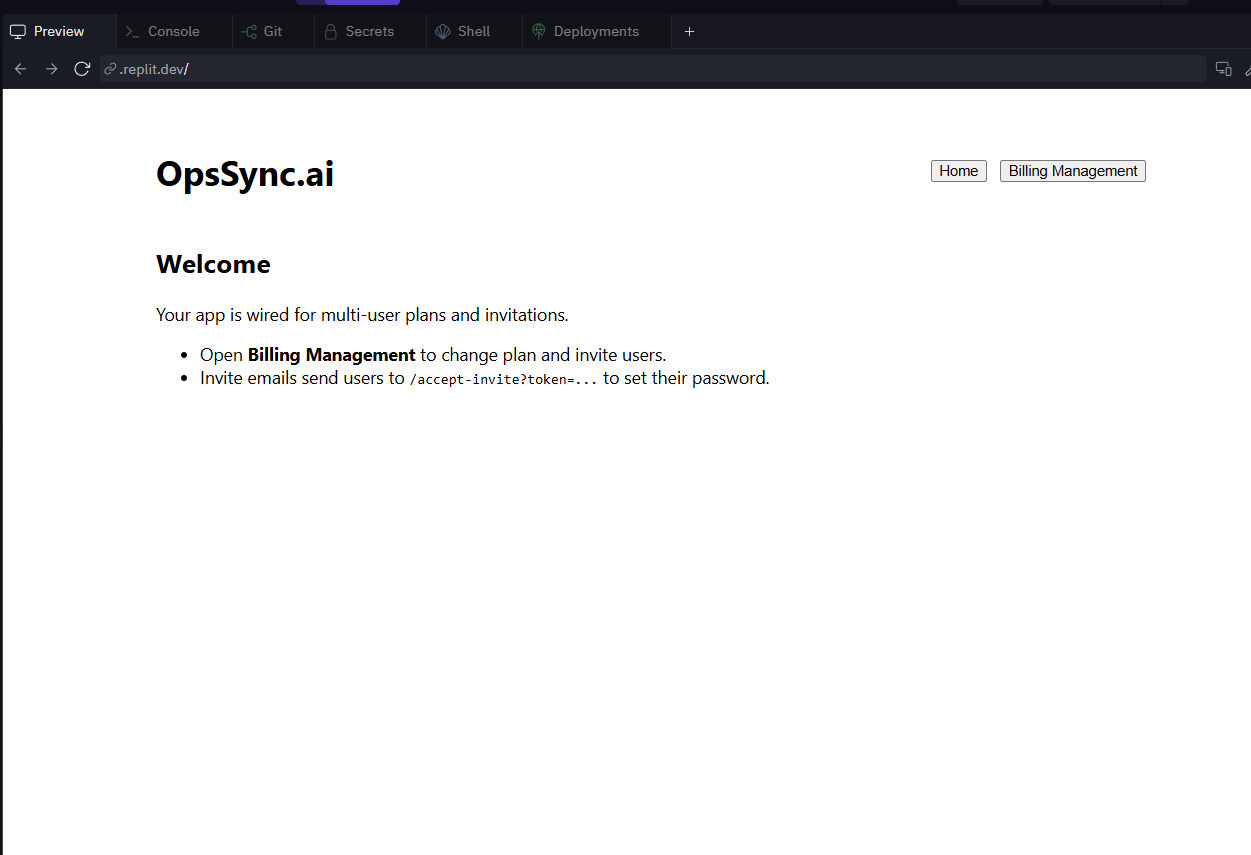 Preview Console Git Secrets Shell Deployments
.replit.dev/
OpsSync.ai Home Billing Management
Welcome
Your app is wired for multi-user plans and invitations.
• Open Billing Management to change plan and invite users.
• Invite emails send users to /accept-invite?token=... to set their password.